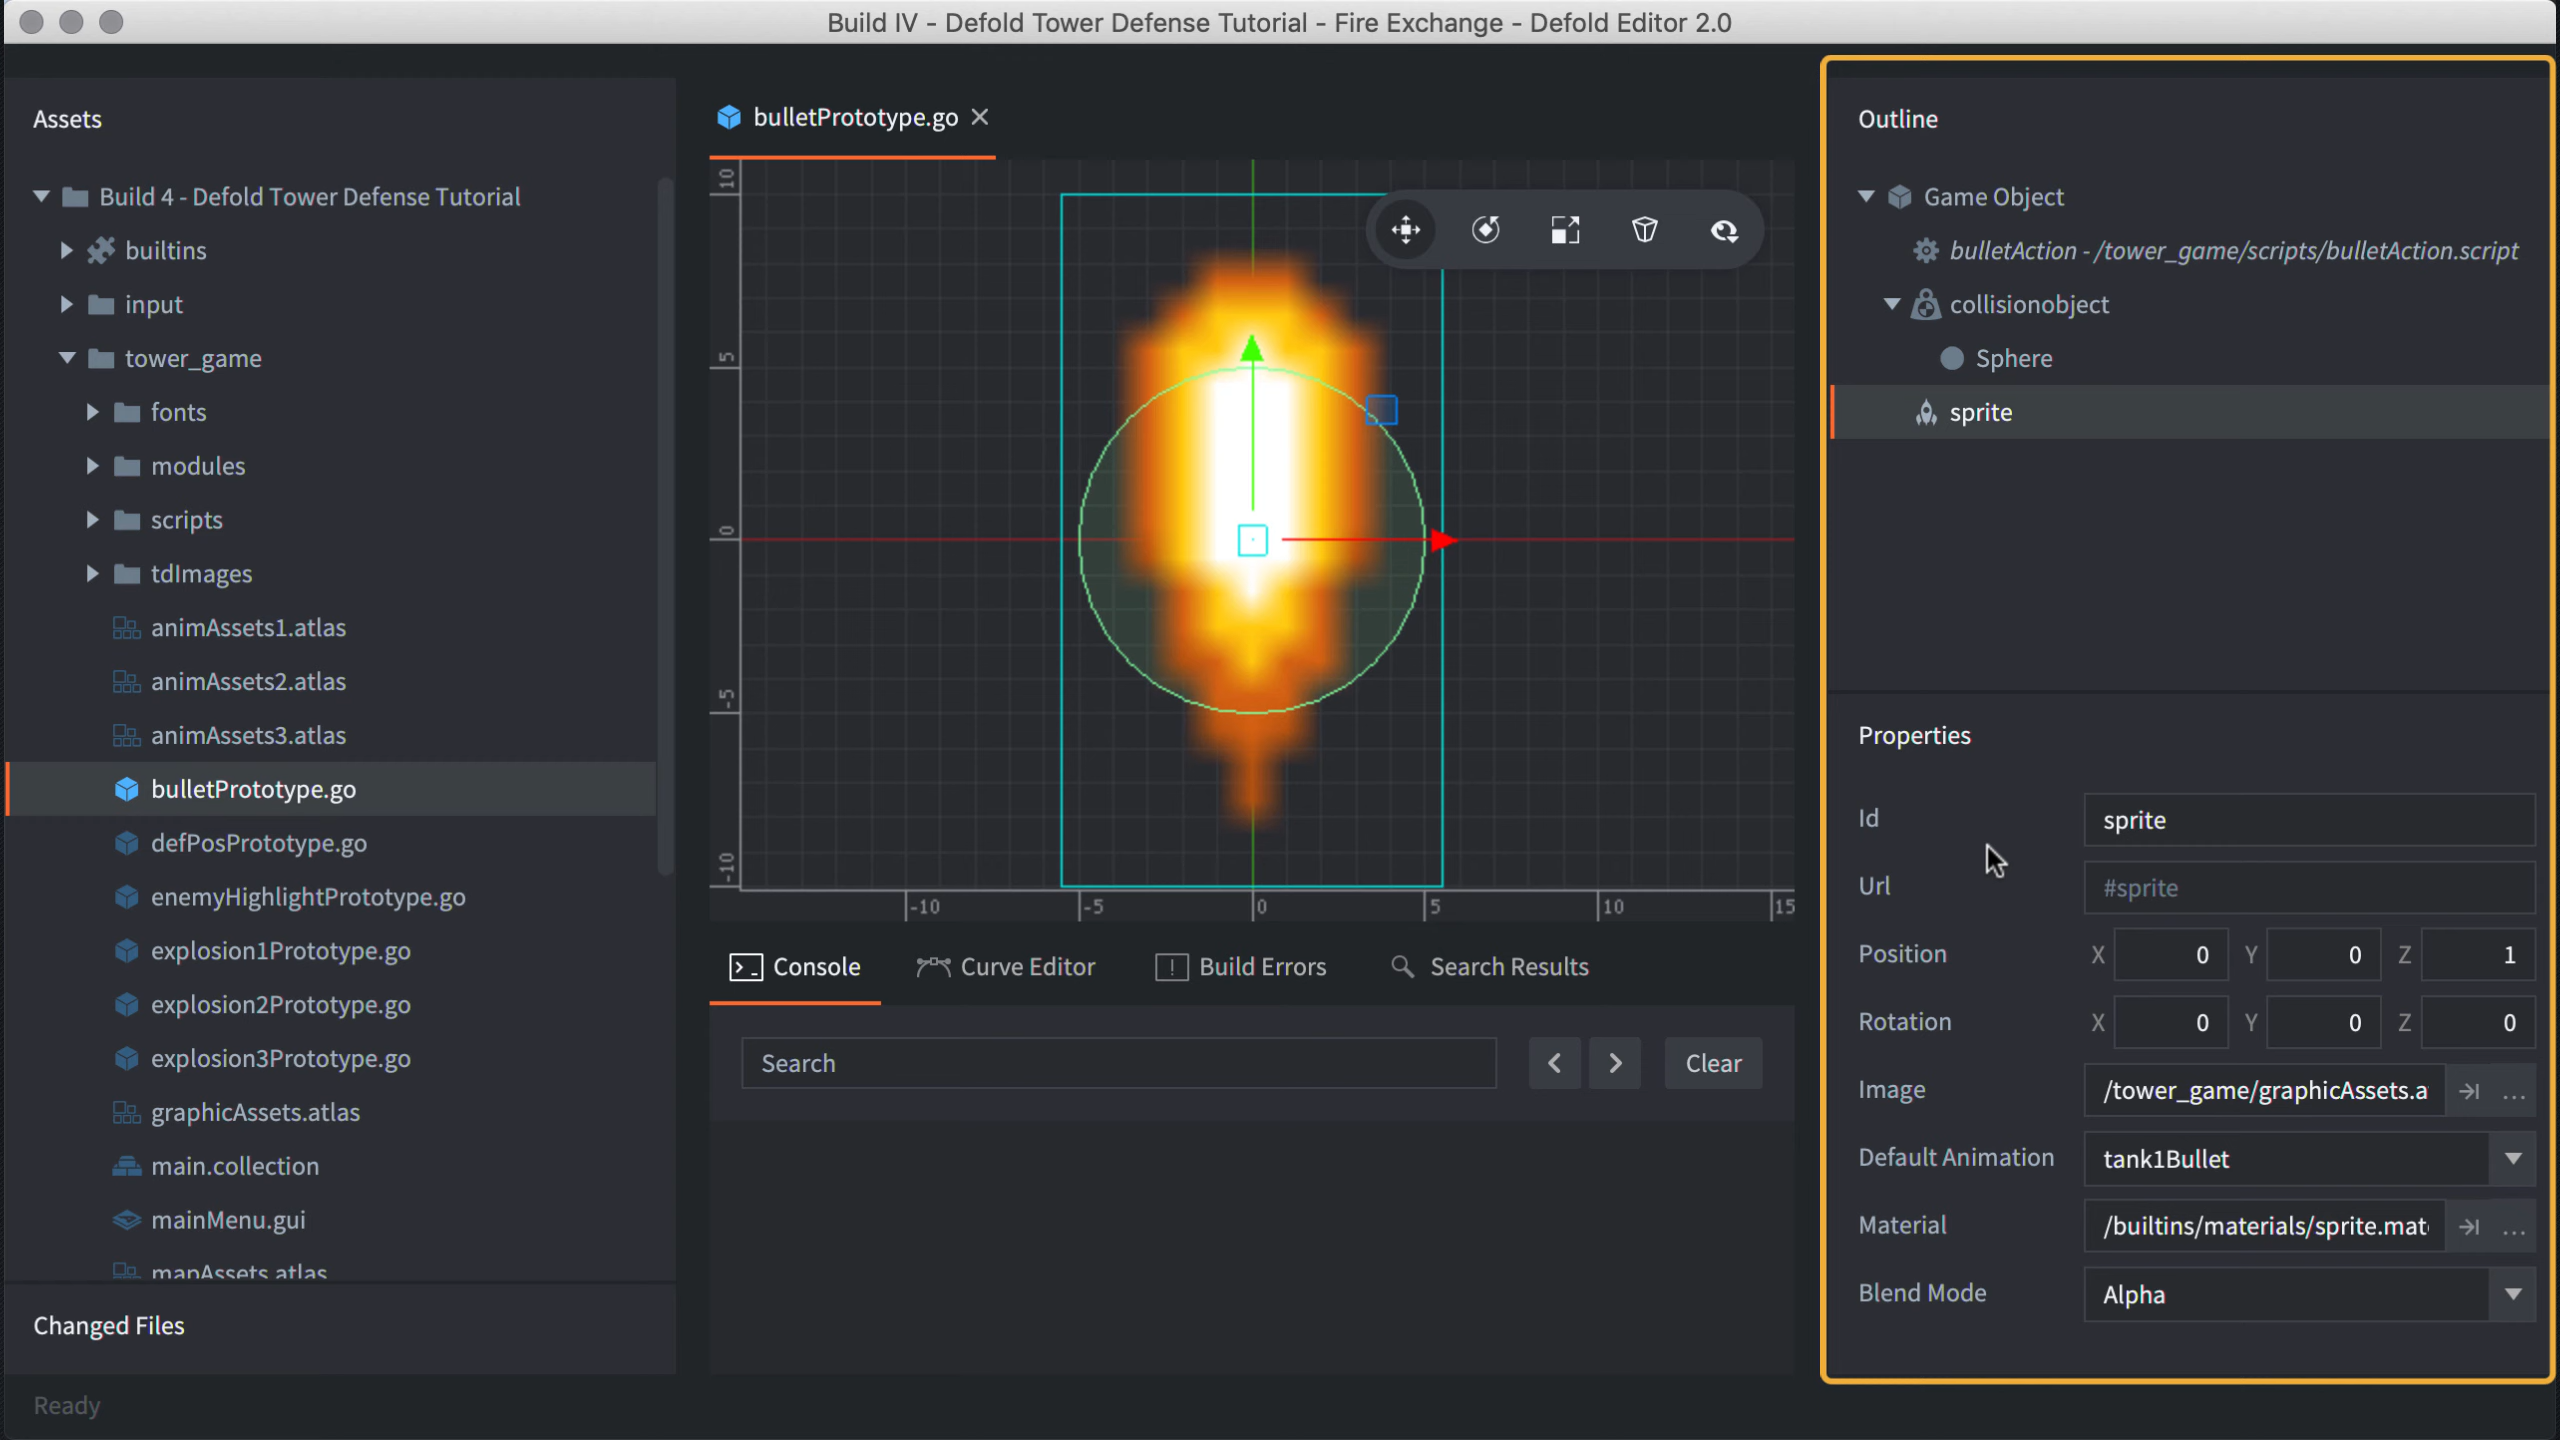 Build IV - Defold Tower Defense Tutorial - Fire Exchange - Defold Editor 2.0
Assets
Build 4 - Defold Tower Defense Tutorial
builtins
input
tower_game
fonts
modules
scripts
tdImages
animAssets1.atlas
animAssets2.atlas
animAssets3.atlas
bulletPrototype.go
defPosPrototype.go
enemyHighlightPrototype.go
explosion1Prototype.go
explosion2Prototype.go
explosion3Prototype.go
graphicAssets.atlas
main.collection
mainMenu.gui
mapAssets.atlas
Changed Files
Ready
bulletPrototype.go
10
5
0
-5
-10
-10 -5 0 5 10 15
Console Curve Editor Build Errors Search Results
Search Clear
Outline
Game Object
bulletAction - /tower_game/scripts/bulletAction.script
collisionobject
Sphere
sprite
Properties
Id sprite
Url #sprite
Position X 0 Y 0 Z 1
Rotation X 0 Y 0 Z 0
Image /tower_game/graphicAssets.a ...
Default Animation tank1Bullet
Material /builtins/materials/sprite.mat ...
Blend Mode Alpha